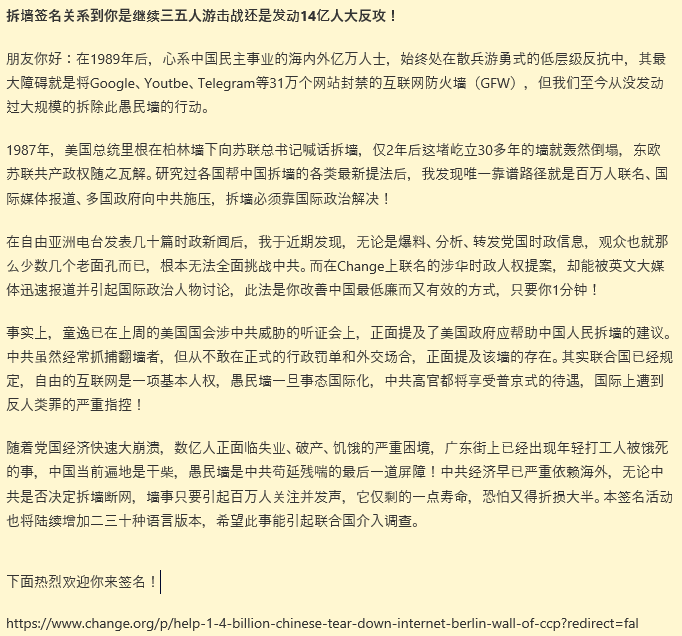 拆墙签名关系到你是继续三五人游击战还是发动14亿人大反攻！
朋友你好：在1989年后，心系中国民主事业的海内外亿万人士，始终处在散兵游勇式的低层级反抗中，其最
大障碍就是将Google、Youtbe、Telegram等31万个网站封禁的互联网防火墙（GFW），但我们至今从没发动
过大规模的拆除此愚民墙的行动。
1987年，美国总统里根在柏林墙下向苏联总书记喊话拆墙，仅2年后这堵屹立30多年的墙就轰然倒塌，东欧
苏联共产政权随之瓦解。研究过各国帮中国拆墙的各类最新提法后，我发现唯一靠谱路径就是百万人联名、国
际媒体报道、多国政府向中共施压，拆墙必须靠国际政治解决！
在自由亚洲电台发表几十篇时政新闻后，我于近期发现，无论是爆料、分析、转发党国时政信息，观众也就那
么少数几个老面孔而已，根本无法全面挑战中共。而在Change上联名的涉华时政人权提案，却能被英文大媒
体迅速报道并引起国际政治人物讨论，此法是你改善中国最低廉而又有效的方式，只要你1分钟！
事实上，童逸已在上周的美国国会涉中共威胁的听证会上，正面提及了美国政府应帮助中国人民拆墙的建议。
中共虽然经常抓捕翻墙者，但从不敢在正式的行政罚单和外交场合，正面提及该墙的存在。其实联合国已经规
定，自由的互联网是一项基本人权，愚民墙一旦事态国际化，中共高官都将享受普京式的待遇，国际上遭到
反人类罪的严重指控！
随着党国经济快速大崩溃，数亿人正面临失业、破产、饥饿的严重困境，广东街上已经出现年轻打工人被饿死
的事，中国当前遍地是干柴，愚民墙是中共苟延残喘的最后一道屏障！中共经济早已严重依赖海外，无论中
共是否决定拆墙断网，墙事只要引起百万人关注并发声，它仅剩的一点寿命，恐怕又得折损大半。本签名活动
也将陆续增加二三十种语言版本，希望此事能引起联合国介入调查。
下面热烈欢迎你来签名！
https://www.change.org/p/help-1-4-billion-chinese-tear-down-internet-berlin-wall-of-ccp?redirect=fal